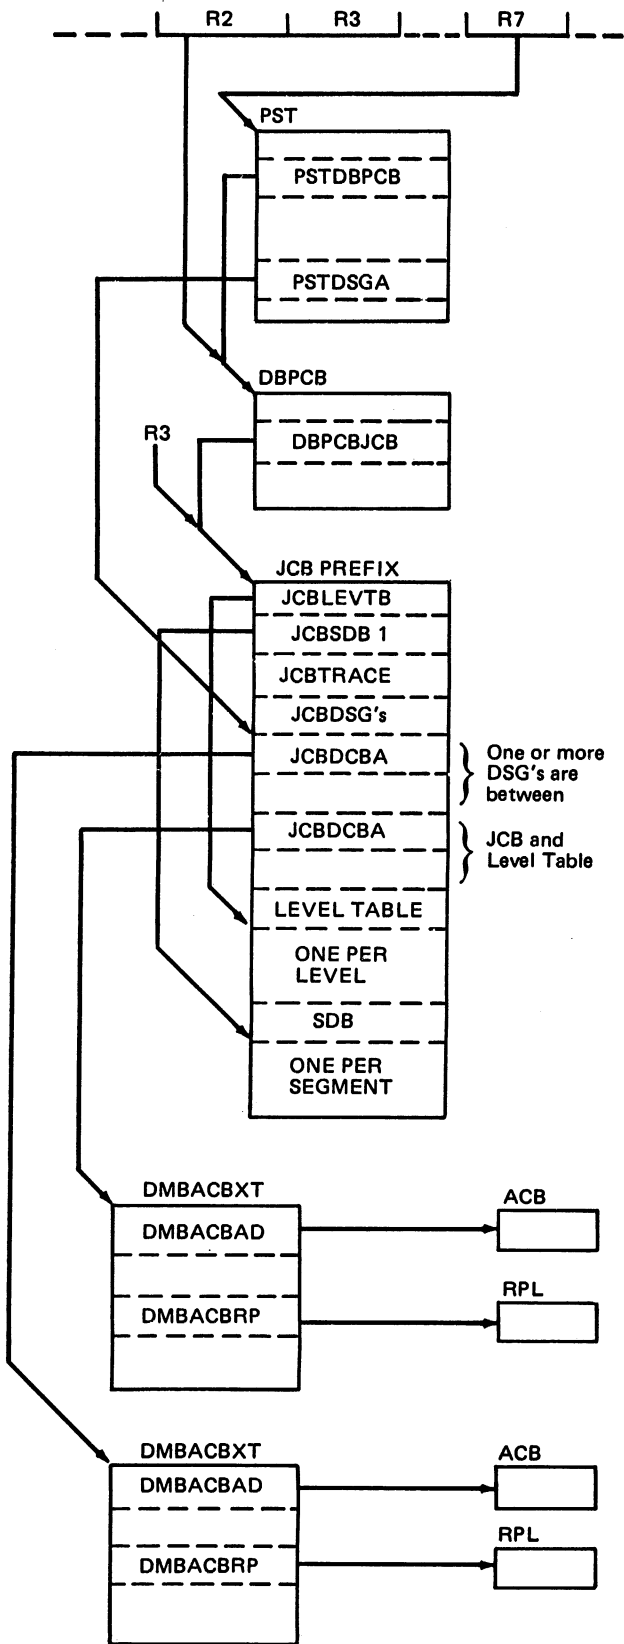 R2 R3 R7
PST
PSTDBPCB
PSTDSGA
DBPCB
R3
DBPCBJCB
JCB PREFIX
JCBLEVTB
JCBSDB 1
JCBTRACE
JCBDSG's
JCBDCBA
One or more
DSG's are
between
JCBDCBA
JCB and
Level Table
LEVEL TABLE
ONE PER
LEVEL
SDB
ONE PER
SEGMENT
DMBACBXT
ACB
DMBACBAD
RPL
DMBACBRP
DMBACBXT
ACB
DMBACBAD
RPL
DMBACBRP